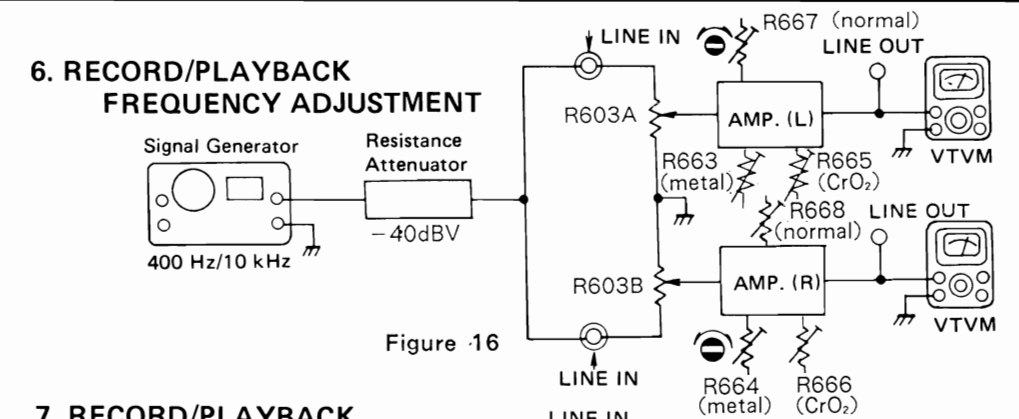 6. RECORD/PLAYBACK
FREQUENCY ADJUSTMENT
Signal Generator
400 Hz/10 kHz
Resistance
Attenuator
-40dBV
Figure 16
LINE IN
R603A
R603B
LINE IN
R667 (normal)
AMP. (L)
R663
(metal)
R665
(CrO₂)
LINE OUT
VTVM
R668
(normal)
AMP. (R)
R664
(metal)
R666
(CrO₂)
LINE OUT
VTVM
7. RECORD/PLAYBACK
LINE IN